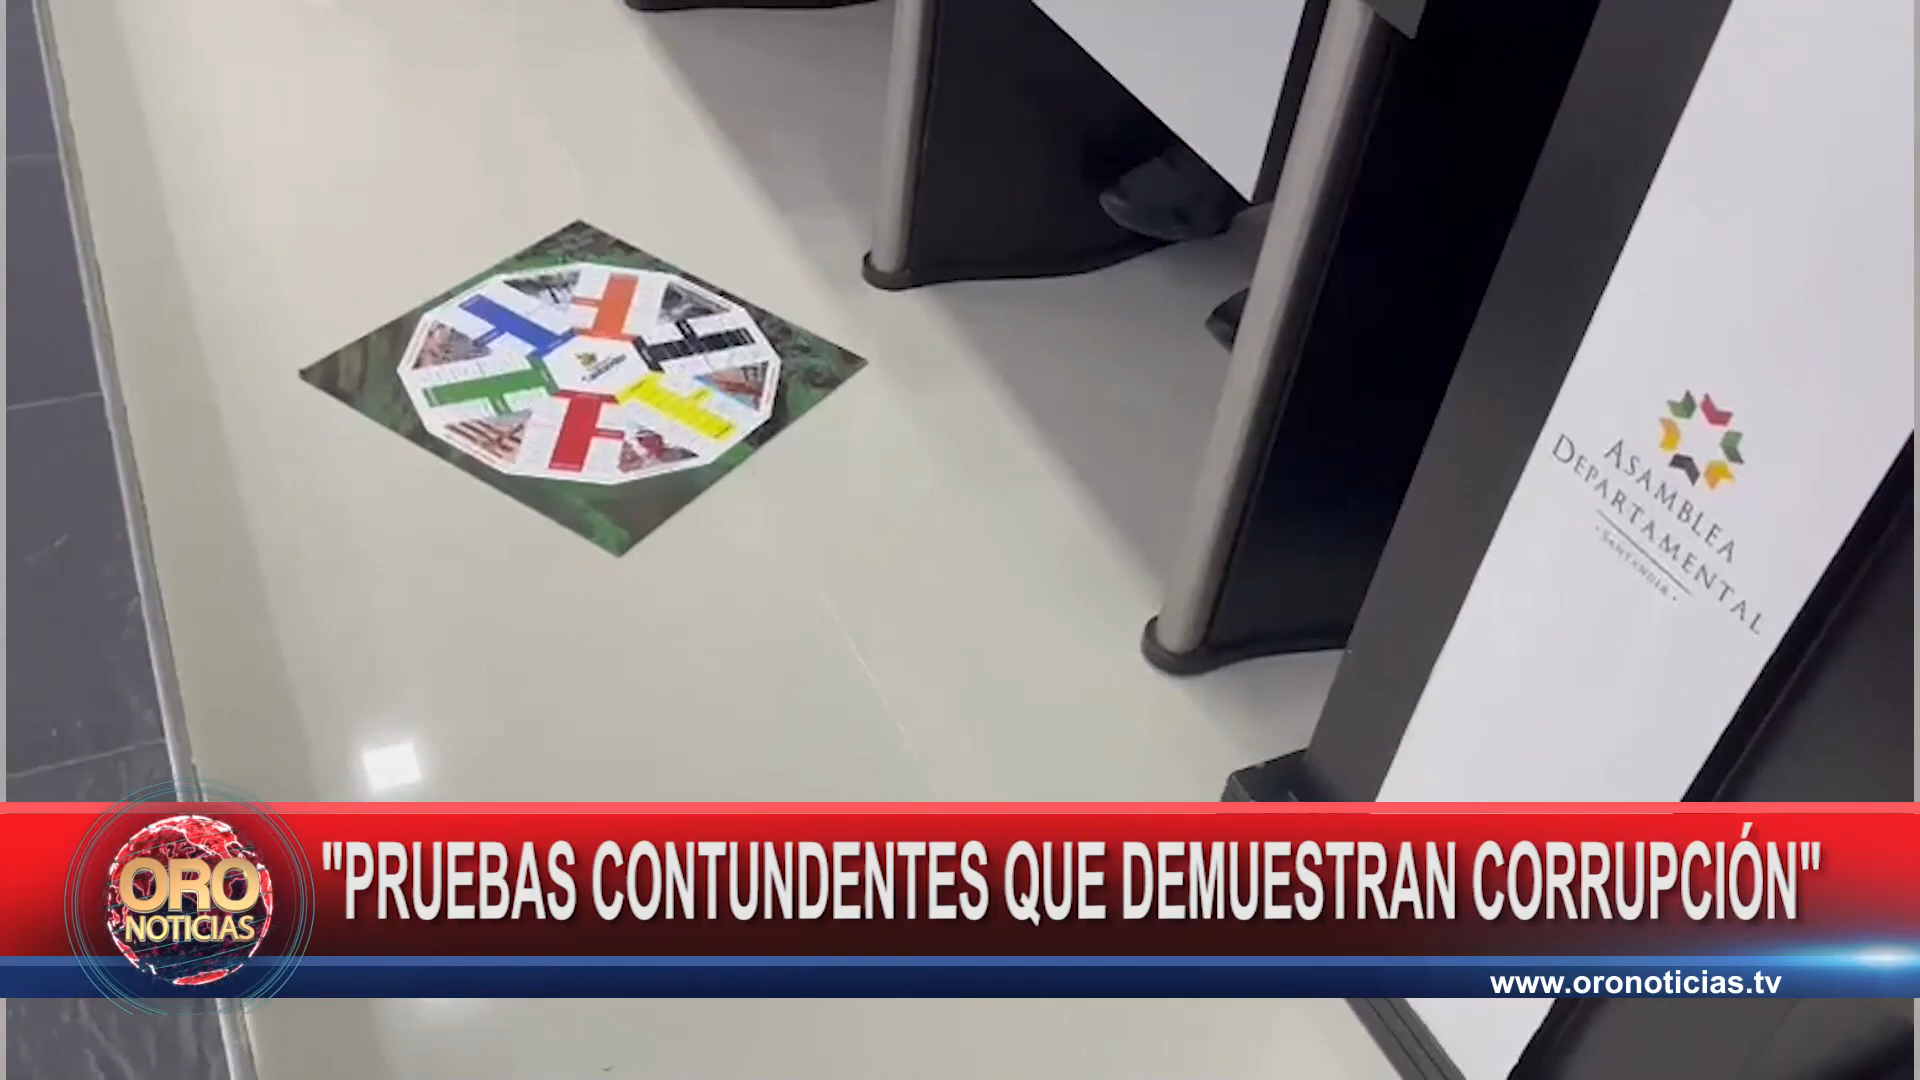 ASAMBLEA
DEPARTAMENTAL
· SANTANDER ·
"PRUEBAS CONTUNDENTES QUE DEMUESTRAN CORRUPCIÓN"
ORO
NOTICIAS
www.oronoticias.tv